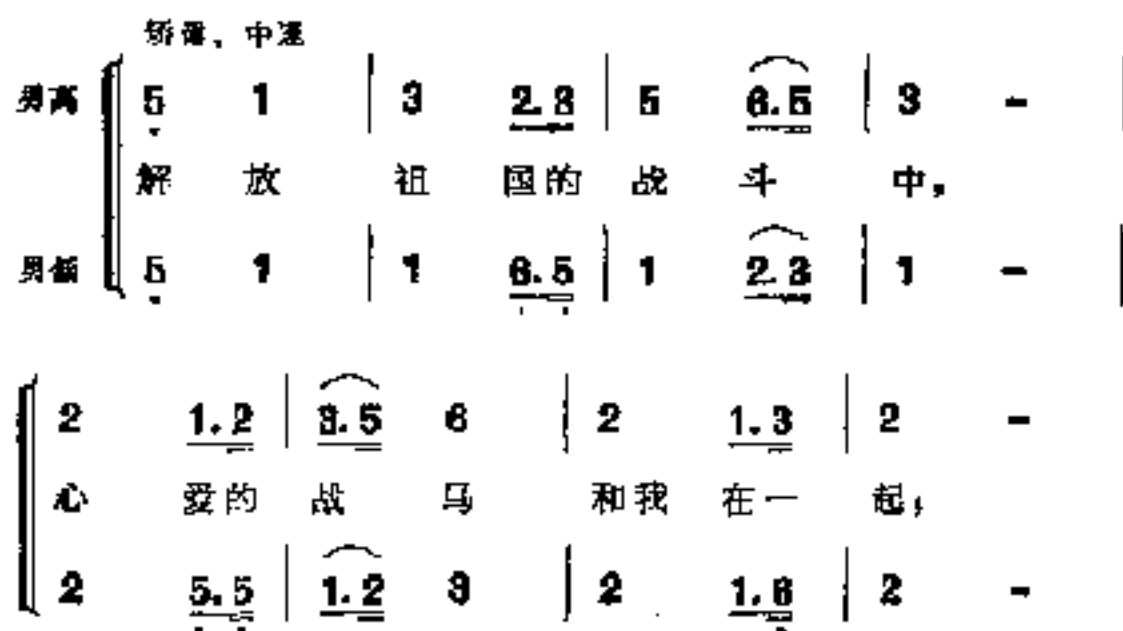 骄傲、中速
男高 5̣ 1 | 3 2.3 | 5 6.5 | 3 -
解 放 祖 国的 战 斗 中，
男低 5̣ 1 | 1 6̣.5̣ | 1 2.3 | 1 -
2 1.2 | 3.5 6 | 2 1.3 | 2 -
心 爱的 战 马 和我 在一 起，
2 5̣.5̣ | 1.2 3 | 2 1.6̣ | 2 -